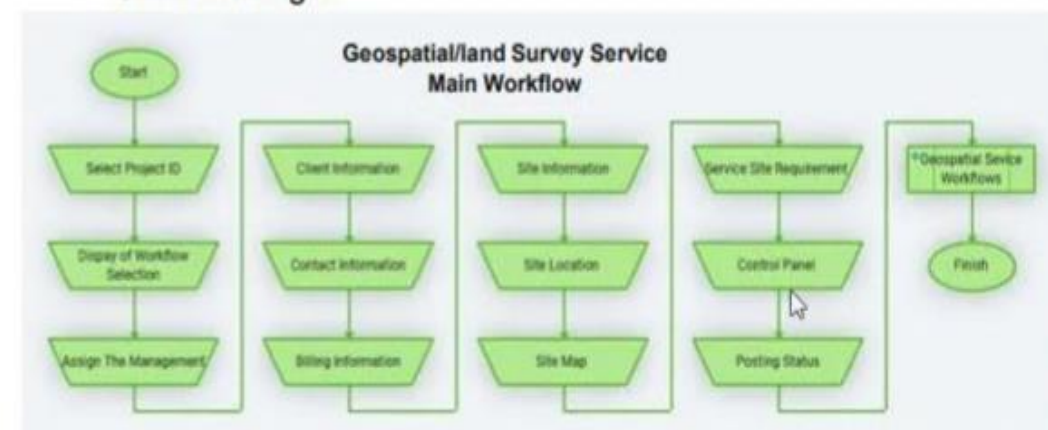 Geospatial/land Survey Service
Main Workflow
Start
Select Project ID
Dispay of Workflow
Selection
Assign The Management
Client Information
Contact Information
Billing Information
Site Information
Site Location
Site Map
Service Site Requirement
Control Panel
Posting Status
*Geospatial Sevice
Workflows
Finish